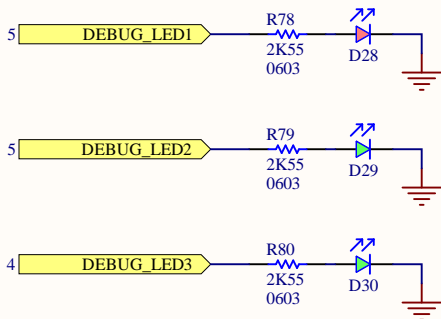 5 DEBUG_LED1
R78
2K55
0603
D28
5 DEBUG_LED2
R79
2K55
0603
D29
4 DEBUG_LED3
R80
2K55
0603
D30